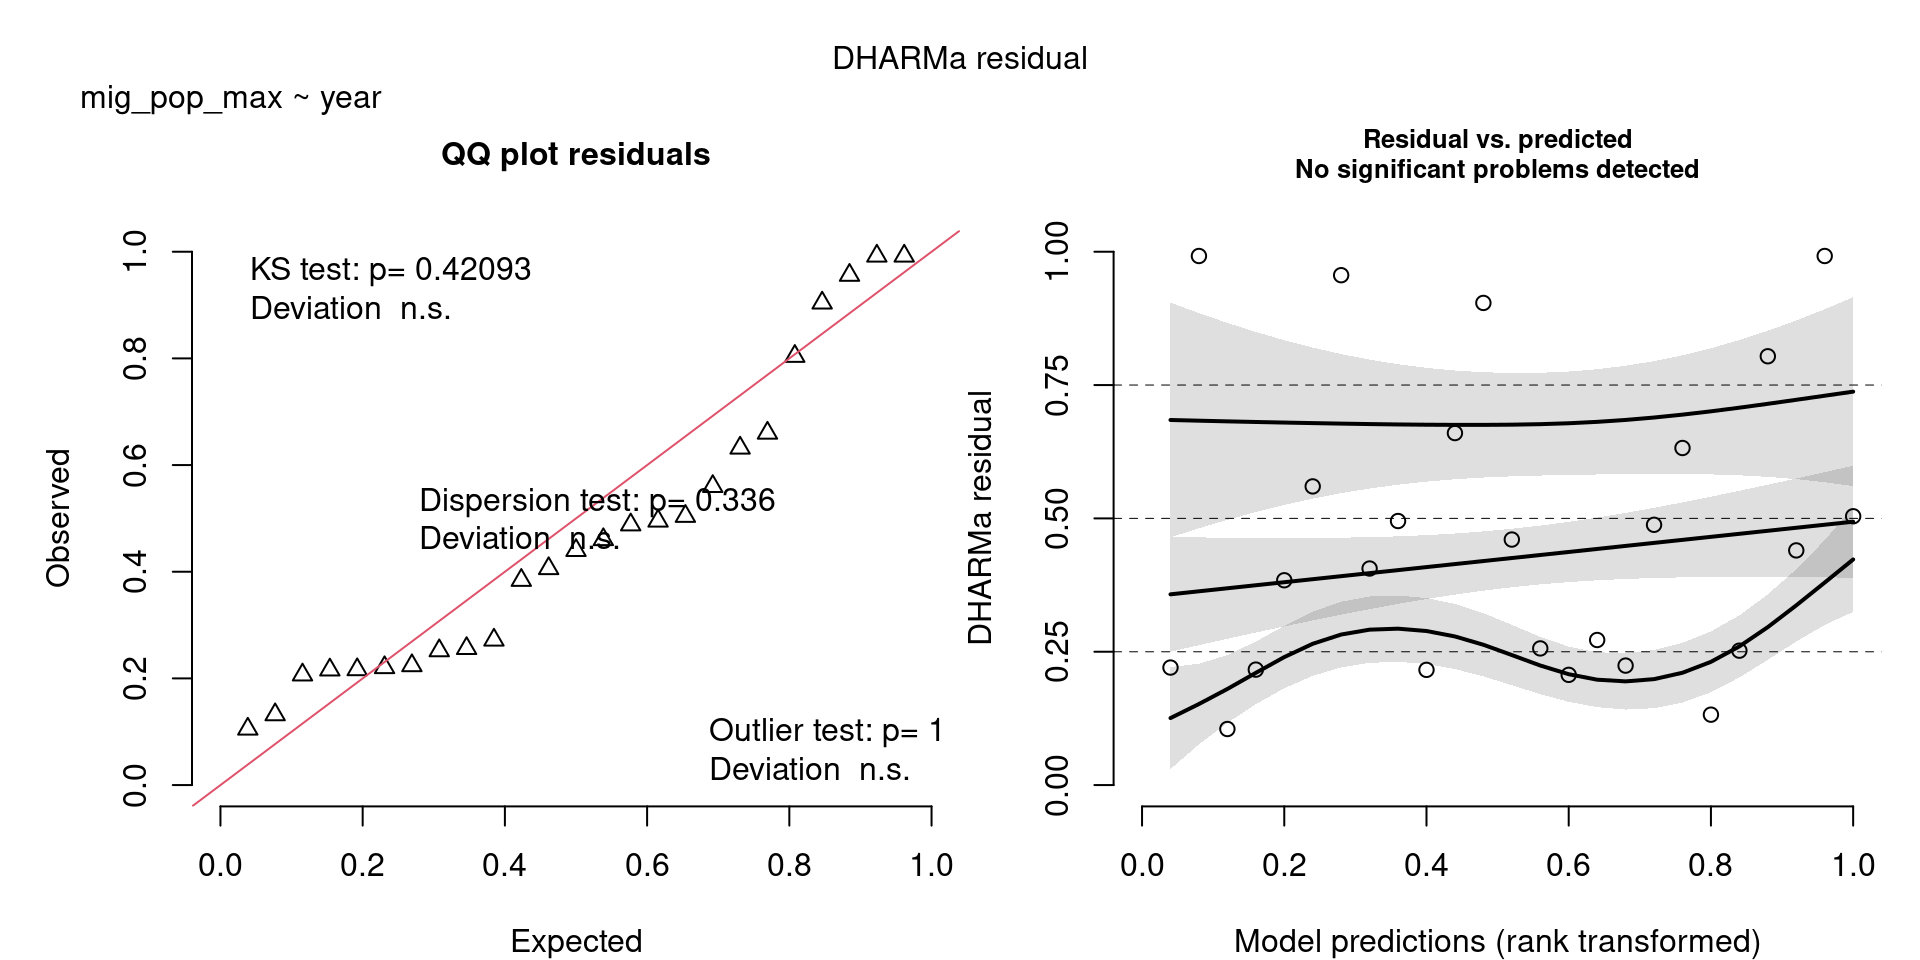 DHARMa residual
mig_pop_max ~ year
QQ plot residuals
1.0
0.8
0.6
0.4
0.2
0.0
Observed
KS test: p= 0.42093
Deviation  n.s.
Dispersion test: p= 0.336
Deviation  n.s.
Outlier test: p= 1
Deviation  n.s.
0.0 0.2 0.4 0.6 0.8 1.0
Expected
Residual vs. predicted
No significant problems detected
1.00
0.75
0.50
0.25
0.00
DHARMa residual
0.0 0.2 0.4 0.6 0.8 1.0
Model predictions (rank transformed)